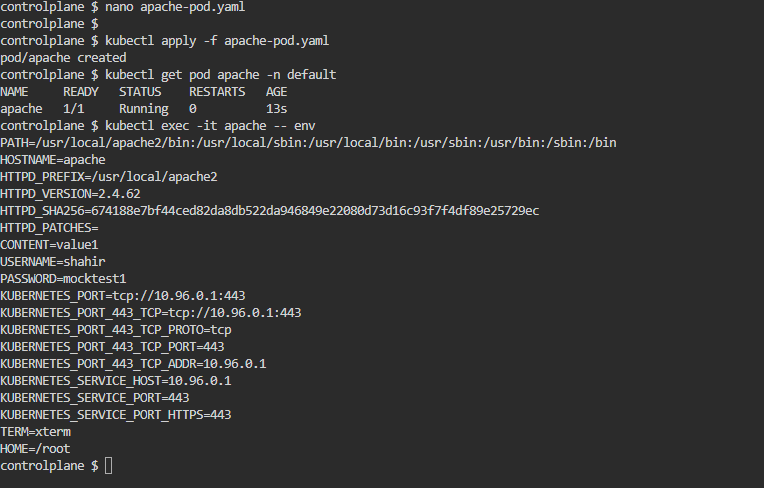 controlplane $ nano apache-pod.yaml
controlplane $
controlplane $ kubectl apply -f apache-pod.yaml
pod/apache created
controlplane $ kubectl get pod apache -n default
NAME     READY   STATUS    RESTARTS   AGE
apache   1/1     Running   0          13s
controlplane $ kubectl exec -it apache -- env
PATH=/usr/local/apache2/bin:/usr/local/sbin:/usr/local/bin:/usr/sbin:/usr/bin:/sbin:/bin
HOSTNAME=apache
HTTPD_PREFIX=/usr/local/apache2
HTTPD_VERSION=2.4.62
HTTPD_SHA256=674188e7bf44ced82da8db522da946849e22080d73d16c93f7f4df89e25729ec
HTTPD_PATCHES=
CONTENT=value1
USERNAME=shahir
PASSWORD=mocktest1
KUBERNETES_PORT=tcp://10.96.0.1:443
KUBERNETES_PORT_443_TCP=tcp://10.96.0.1:443
KUBERNETES_PORT_443_TCP_PROTO=tcp
KUBERNETES_PORT_443_TCP_PORT=443
KUBERNETES_PORT_443_TCP_ADDR=10.96.0.1
KUBERNETES_SERVICE_HOST=10.96.0.1
KUBERNETES_SERVICE_PORT=443
KUBERNETES_SERVICE_PORT_HTTPS=443
TERM=xterm
HOME=/root
controlplane $